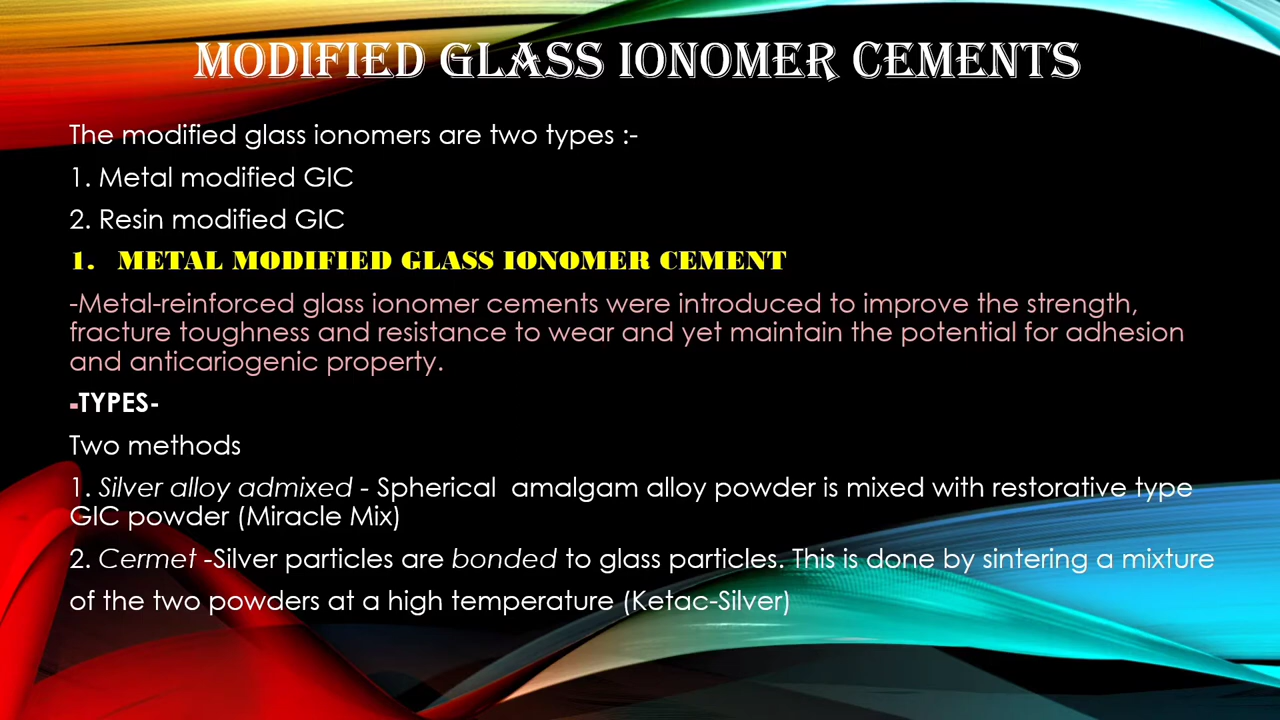 MODIFIED GLASS IONOMER CEMENTS
The modified glass ionomers are two types :-
1. Metal modified GIC
2. Resin modified GIC
1. METAL MODIFIED GLASS IONOMER CEMENT
-Metal-reinforced glass ionomer cements were introduced to improve the strength,
fracture toughness and resistance to wear and yet maintain the potential for adhesion
and anticariogenic property.
-TYPES-
Two methods
1. Silver alloy admixed - Spherical amalgam alloy powder is mixed with restorative type
GIC powder (Miracle Mix)
2. Cermet -Silver particles are bonded to glass particles. This is done by sintering a mixture
of the two powders at a high temperature (Ketac-Silver)